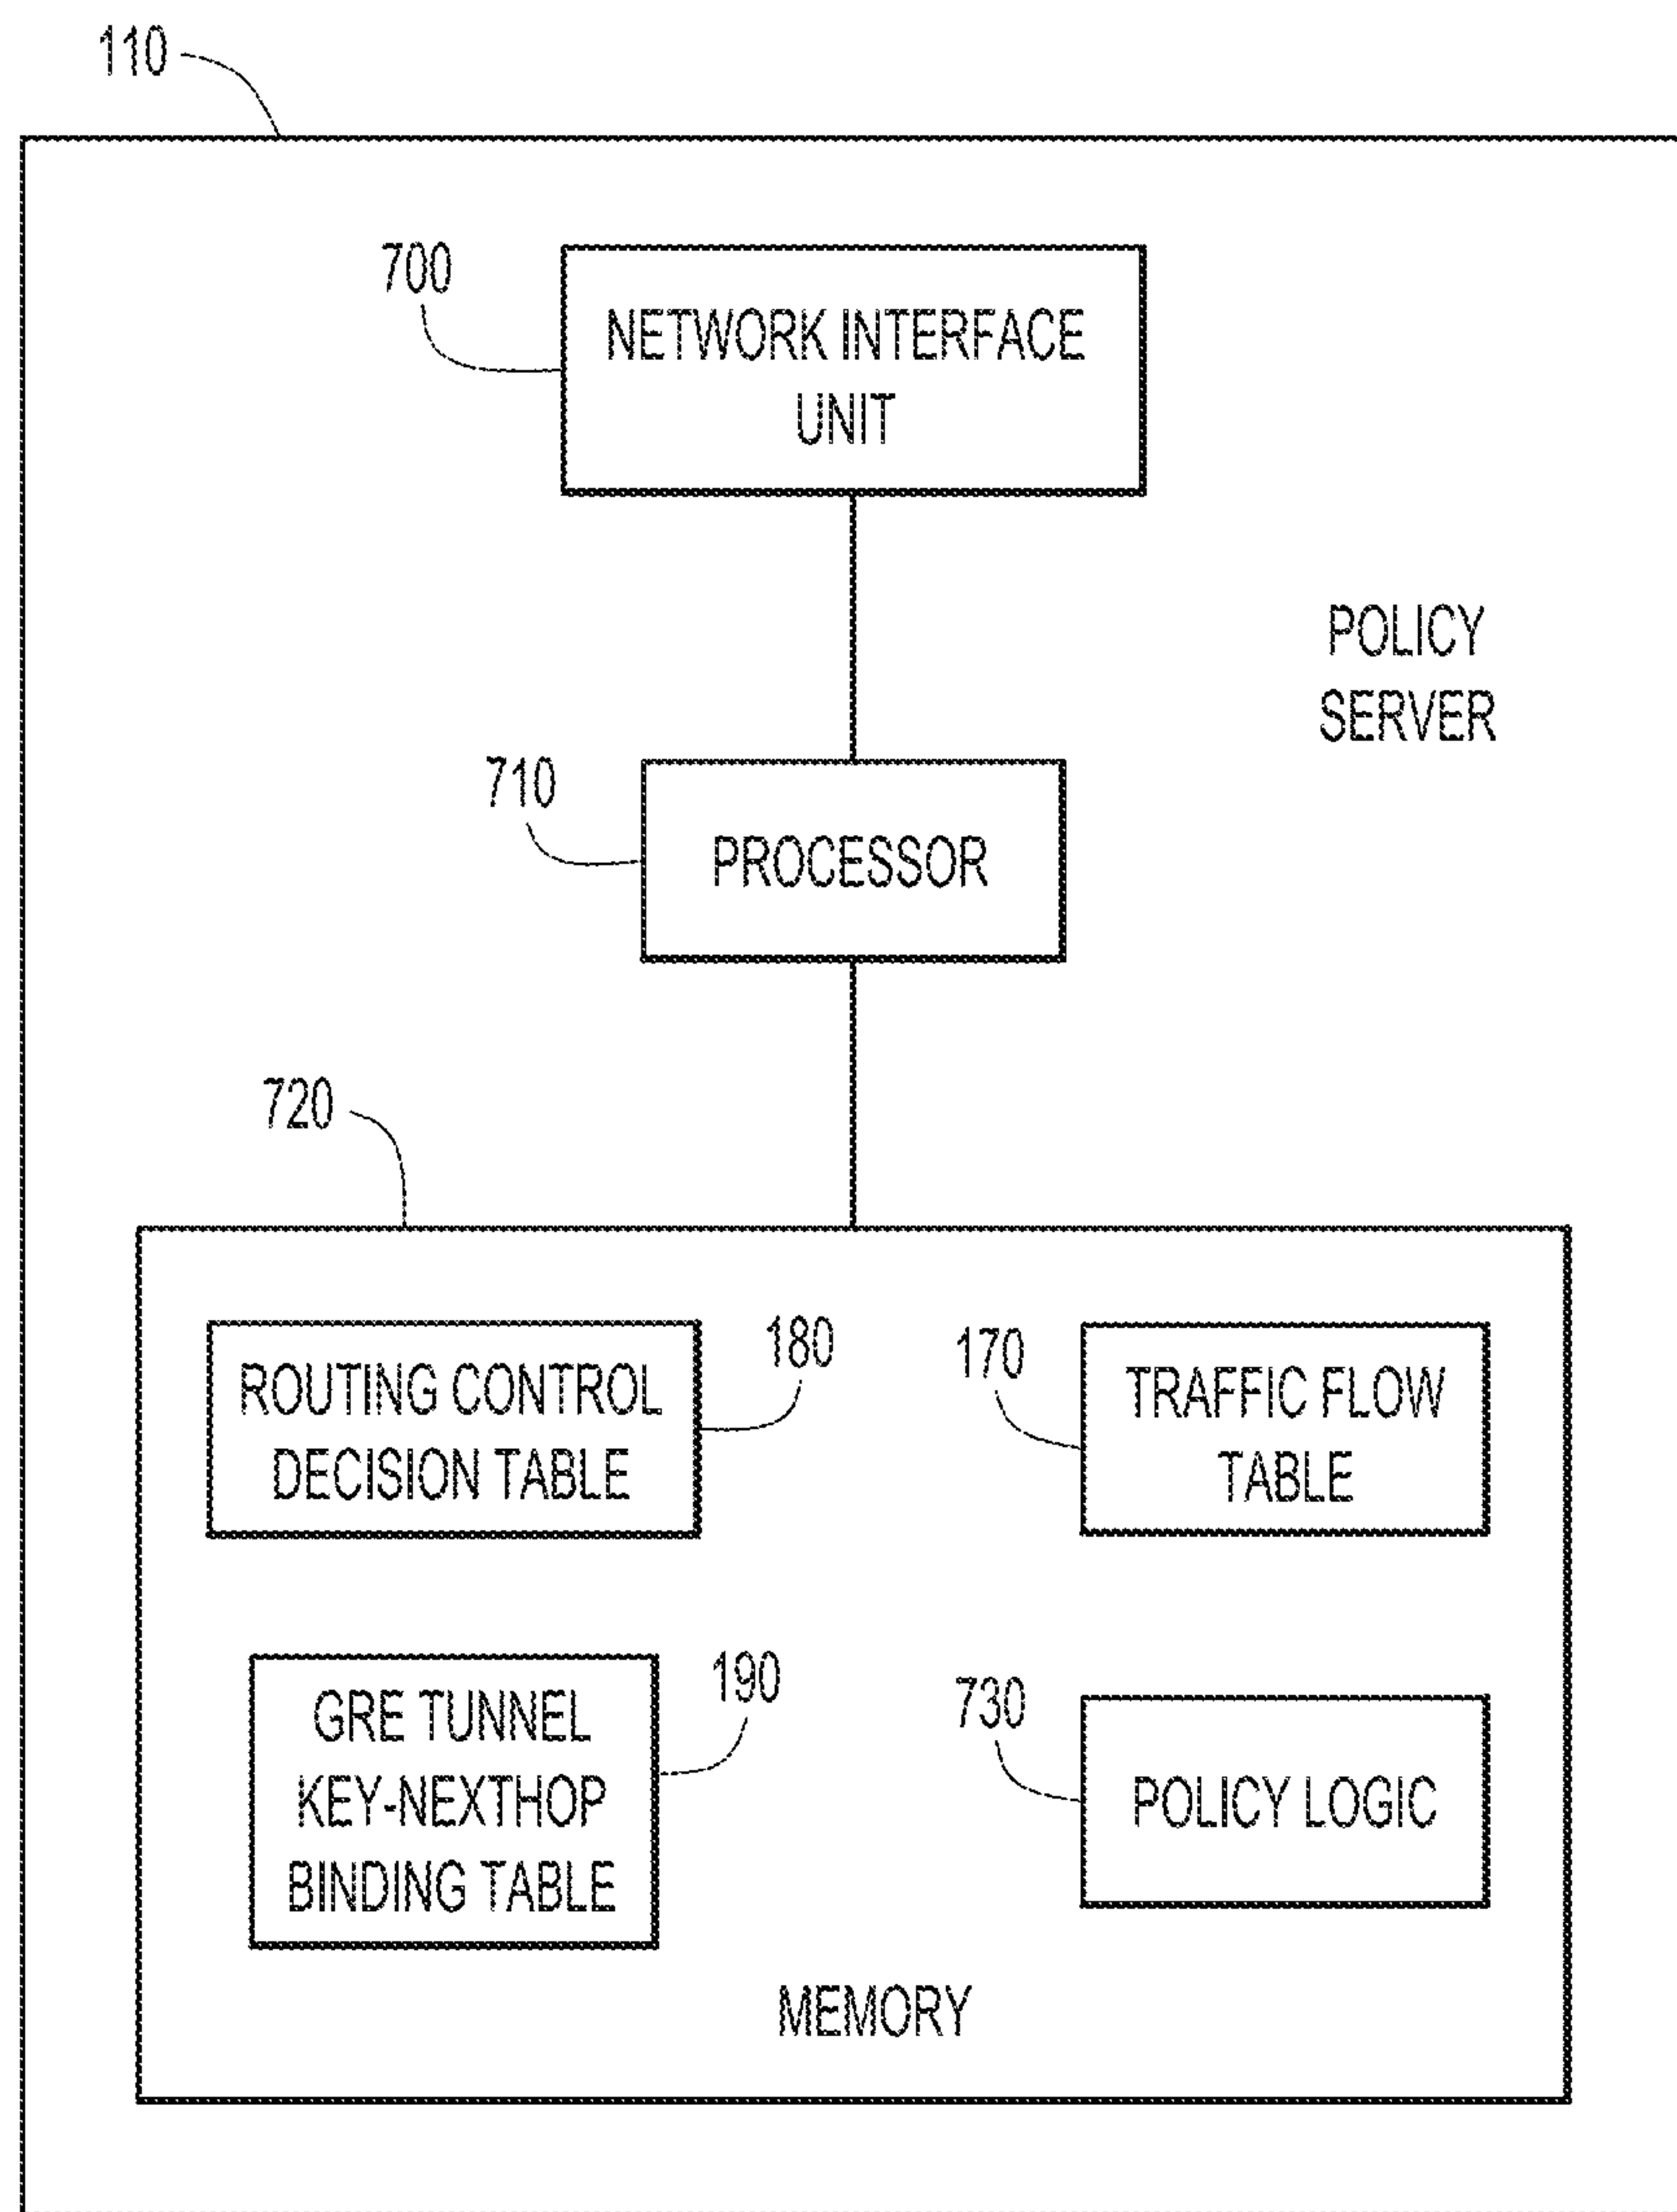 110
700
NETWORK INTERFACE
UNIT
POLICY
SERVER
710
PROCESSOR
720
ROUTING CONTROL
DECISION TABLE
180
170
TRAFFIC FLOW
TABLE
GRE TUNNEL
KEY-NEXTHOP
BINDING TABLE
190
730
POLICY LOGIC
MEMORY